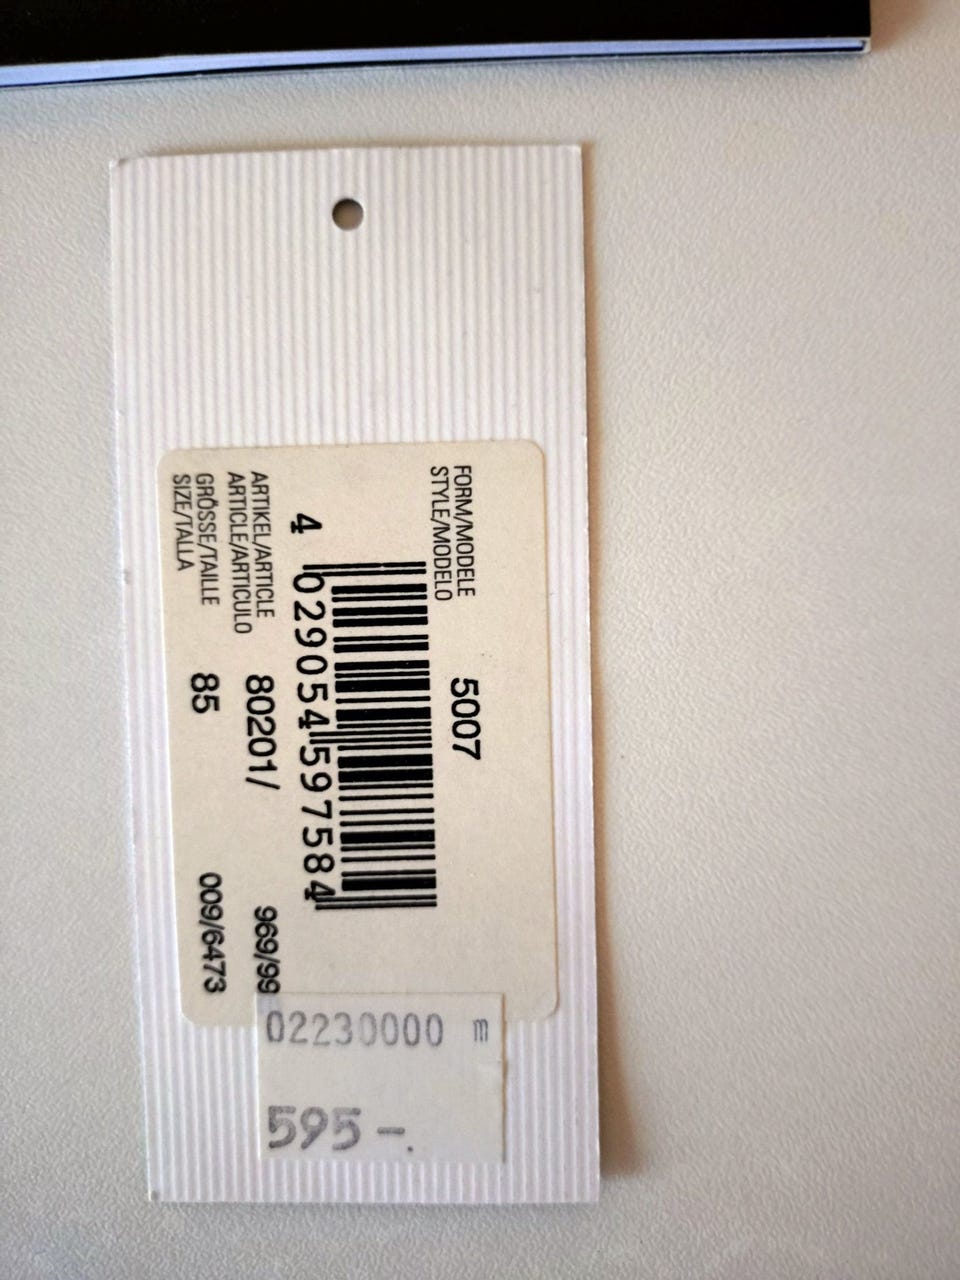 FORM/MODELE
STYLE/MODELO 5007
4 029054 597584
ARTIKEL/ARTICLE
ARTICLE/ARTICULO 80201/ 969/99
GRÖSSE/TAILLE
SIZE/TALLA 85 009/6473
02230000 m
595-.